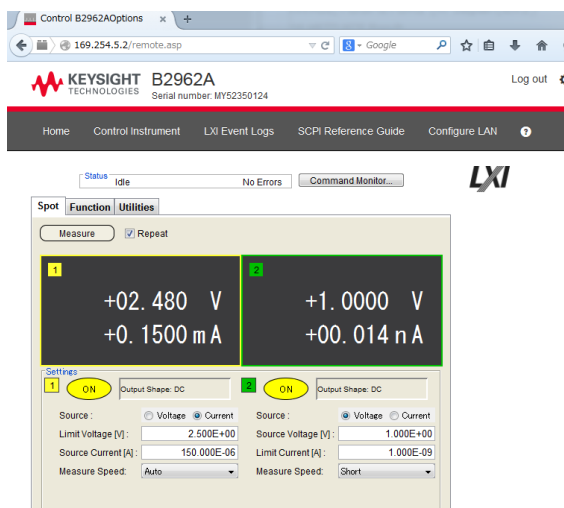 Control B2962AOptions × +
169.254.5.2/remote.asp 8 Google
KEYSIGHT TECHNOLOGIES B2962A Log out
Serial number: MY52350124
Home Control Instrument LXI Event Logs SCPI Reference Guide Configure LAN ?
Status Idle No Errors Command Monitor... LXI
Spot Function Utilities
Measure Repeat
1 2
+02.480 V +1.0000 V
+0.1500 mA +00.014 nA
Settings
1 ON Output Shape: DC 2 ON Output Shape: DC
Source : Voltage Current Source : Voltage Current
Limit Voltage [V] : 2.500E+00 Source Voltage [V] : 1.000E+00
Source Current [A] : 150.000E-06 Limit Current [A] : 1.000E-09
Measure Speed: Auto Measure Speed: Short